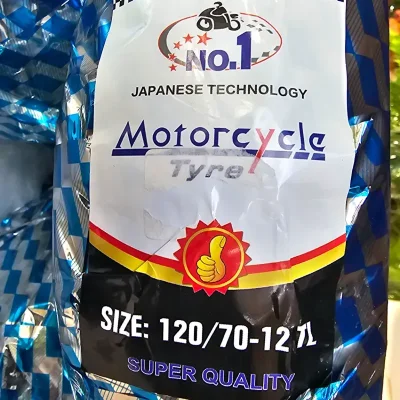 NO.1
JAPANESE TECHNOLOGY
Motorcycle
Tyre
SIZE: 120/70-12 TL
SUPER QUALITY